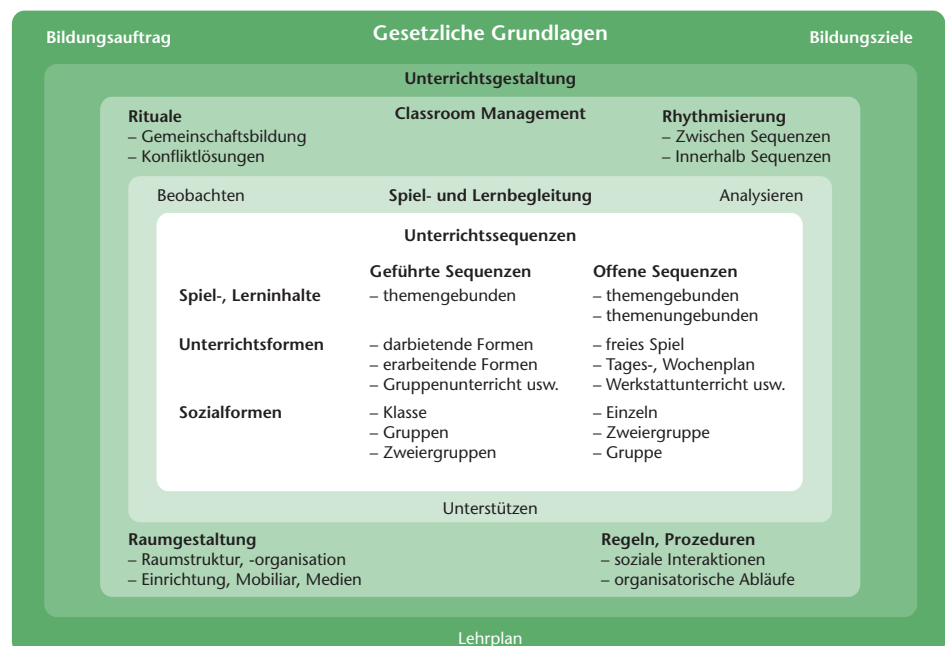 Bildungsauftrag Gesetzliche Grundlagen Bildungsziele
Unterrichtsgestaltung
Rituale Classroom Management Rhythmisierung
– Gemeinschaftsbildung – Zwischen Sequenzen
– Konfliktlösungen – Innerhalb Sequenzen
Beobachten Spiel- und Lernbegleitung Analysieren
Unterrichtssequenzen
Geführte Sequenzen Offene Sequenzen
Spiel-, Lerninhalte – themengebunden – themengebunden
– themenungebunden
Unterrichtsformen – darbietende Formen – freies Spiel
– erarbeitende Formen – Tages-, Wochenplan
– Gruppenunterricht usw. – Werkstattunterricht usw.
Sozialformen – Klasse – Einzeln
– Gruppen – Zweiergruppe
– Zweiergruppen – Gruppe
Unterstützen
Raumgestaltung Regeln, Prozeduren
– Raumstruktur, -organisation – soziale Interaktionen
– Einrichtung, Mobiliar, Medien – organisatorische Abläufe
Lehrplan